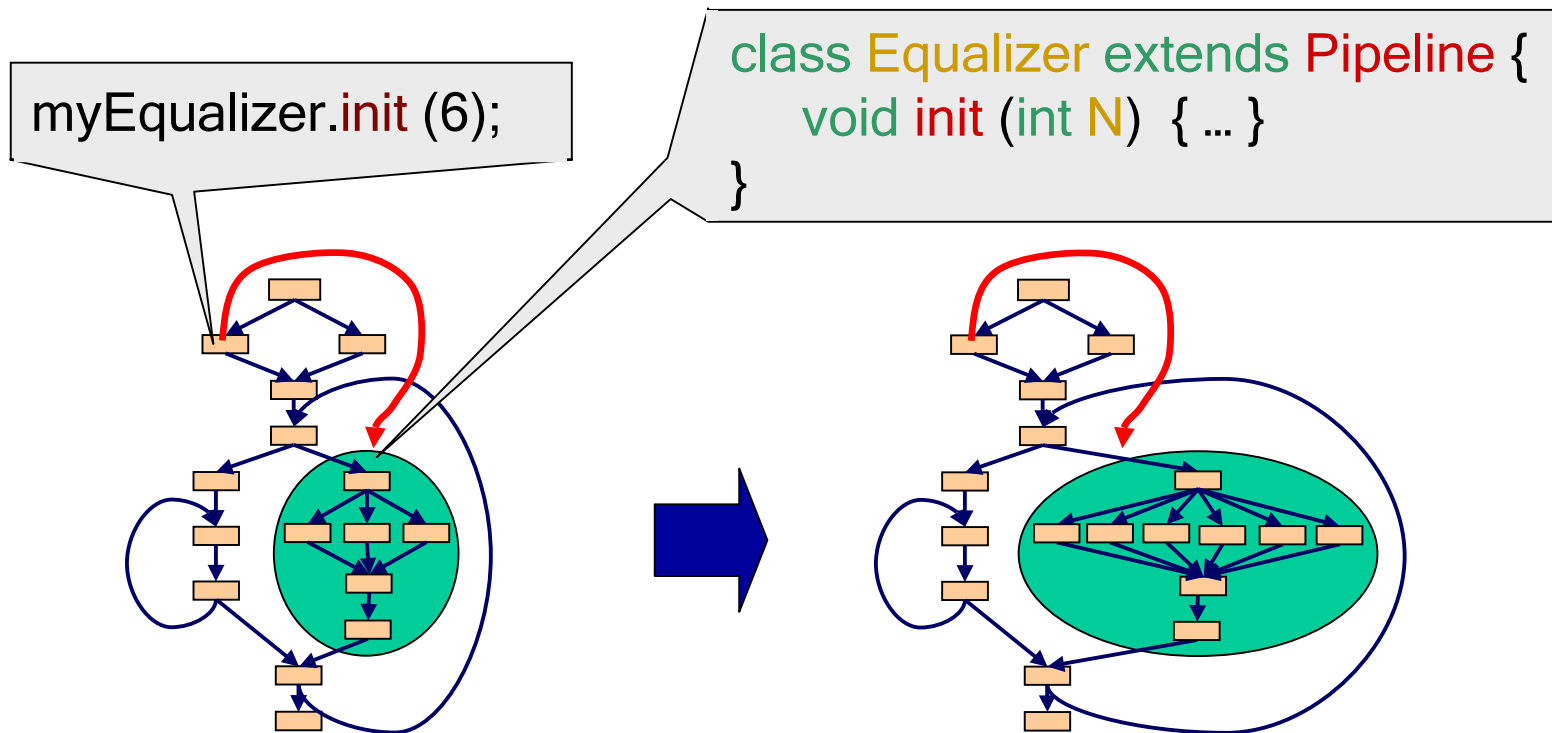 myEqualizer.init (6);
class Equalizer extends Pipeline {
void init (int N) { … }
}